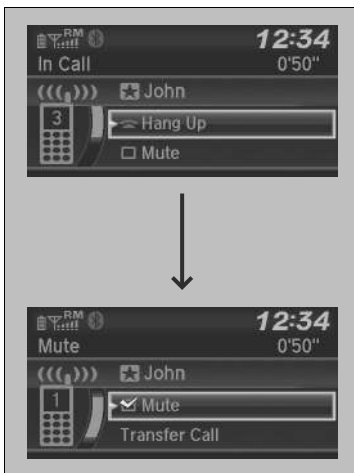 RM 12:34
In Call 0'50"
John
3 Hang Up
Mute
RM 12:34
Mute 0'50"
John
1 Mute
Transfer Call